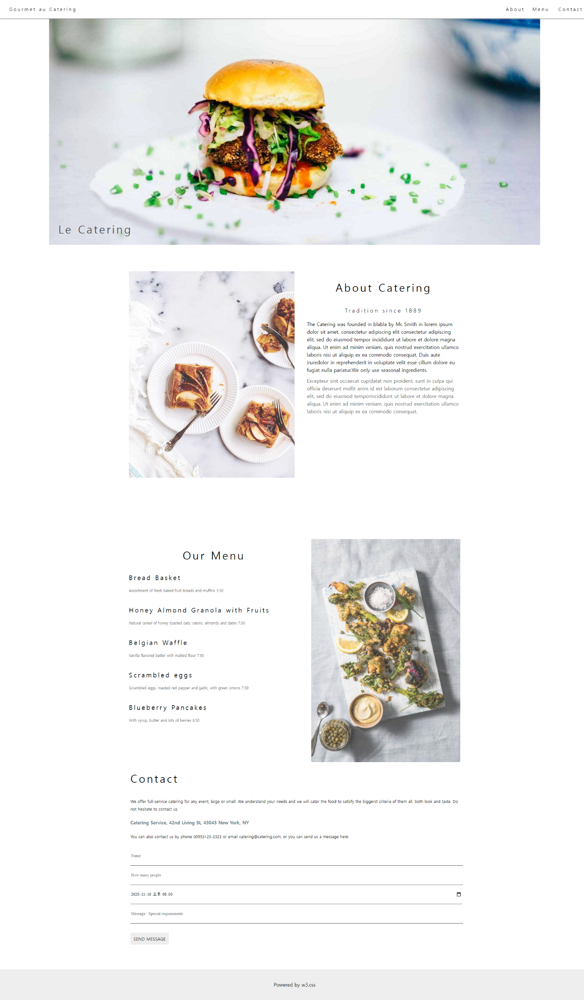 Gourmet au Catering
About Menu Contact
Le Catering
About Catering
Tradition since 1889
The Catering was founded in blabla by Mr. Smith in lorem ipsum
dolor sit amet, consectetur adipiscing elit consectetur adipiscing
elit, sed do eiusmod tempor incididunt ut labore et dolore magna
aliqua. Ut enim ad minim veniam, quis nostrud exercitation ullamco
laboris nisi ut aliquip ex ea commodo consequat. Duis aute
iruredolor in reprehenderit in voluptate velit esse cillum dolore eu
fugiat nulla pariatur.We only use seasonal ingredients.
Excepteur sint occaecat cupidatat non proident, sunt in culpa qui
officia deserunt mollit anim id est laborum consectetur adipiscing
elit, sed do eiusmod temporincididunt ut labore et dolore magna
aliqua. Ut enim ad minim veniam, quis nostrud exercitation ullamco
laboris nisi ut aliquip ex ea commodo consequat.
Our Menu
Bread Basket
Assortment of fresh baked fruit breads and muffins 5.50
Honey Almond Granola with Fruits
Natural cereal of honey toasted oats, raisins, almonds and dates 7.00
Belgian Waffle
Vanilla flavored batter with malted flour 7.50
Scrambled eggs
Scrambled eggs, roasted red pepper and garlic, with green onions 7.50
Blueberry Pancakes
With syrup, butter and lots of berries 8.50
Contact
We offer full-service catering for any event, large or small. We understand your needs and we will cater the food to satisfy the biggerst criteria of them all, both look and taste. Do
not hesitate to contact us.
Catering Service, 42nd Living St, 43043 New York, NY
You can also contact us by phone 00553123-2323 or email catering@catering.com, or you can send us a message here:
Name
How many people
2020-11-16 오후 08:00
Message \ Special requirements
SEND MESSAGE
Powered by w3.css